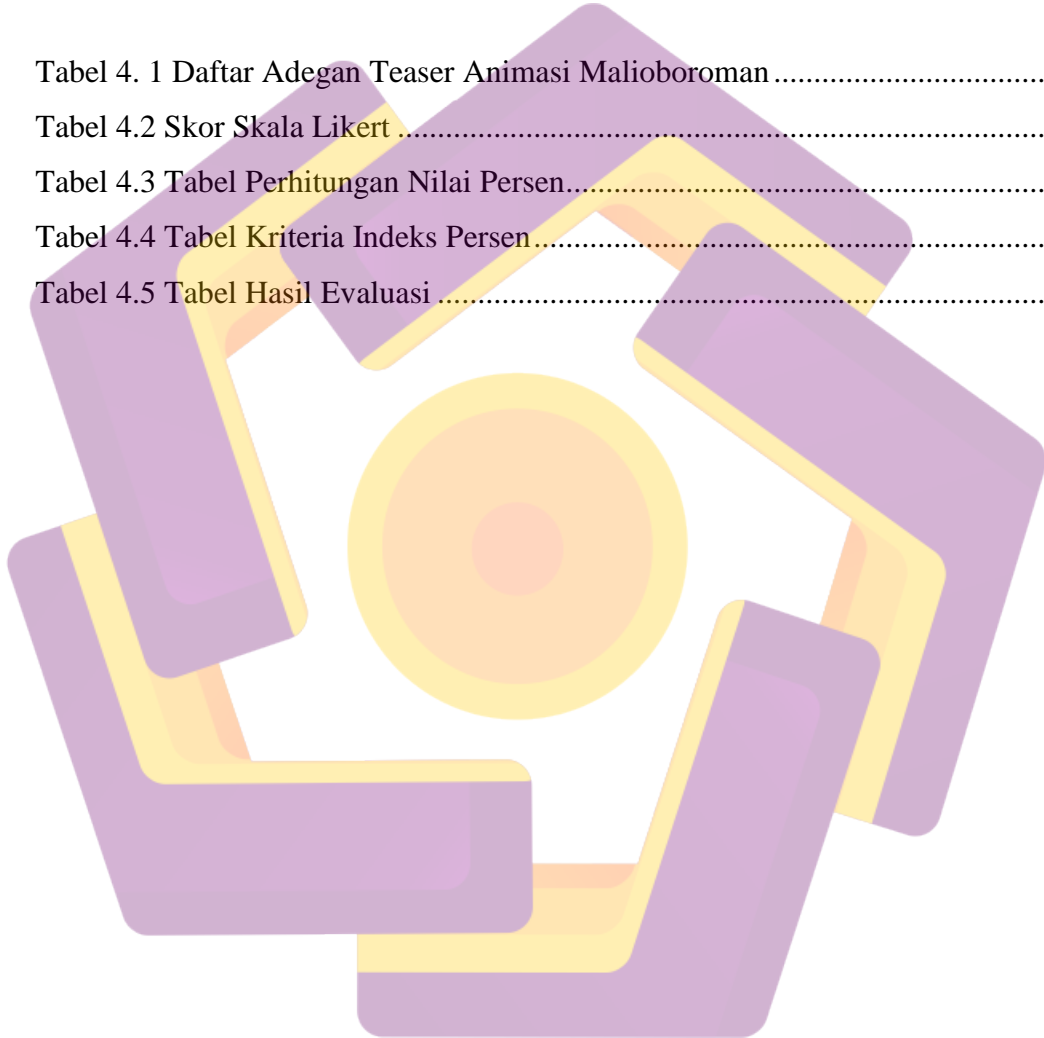 Tabel 4. 1 Daftar Adegan Teaser Animasi Malioboroman ..................................
Tabel 4.2 Skor Skala Likert .................................................................................
Tabel 4.3 Tabel Perhitungan Nilai Persen............................................................
Tabel 4.4 Tabel Kriteria Indeks Persen ................................................................
Tabel 4.5 Tabel Hasil Evaluasi ............................................................................